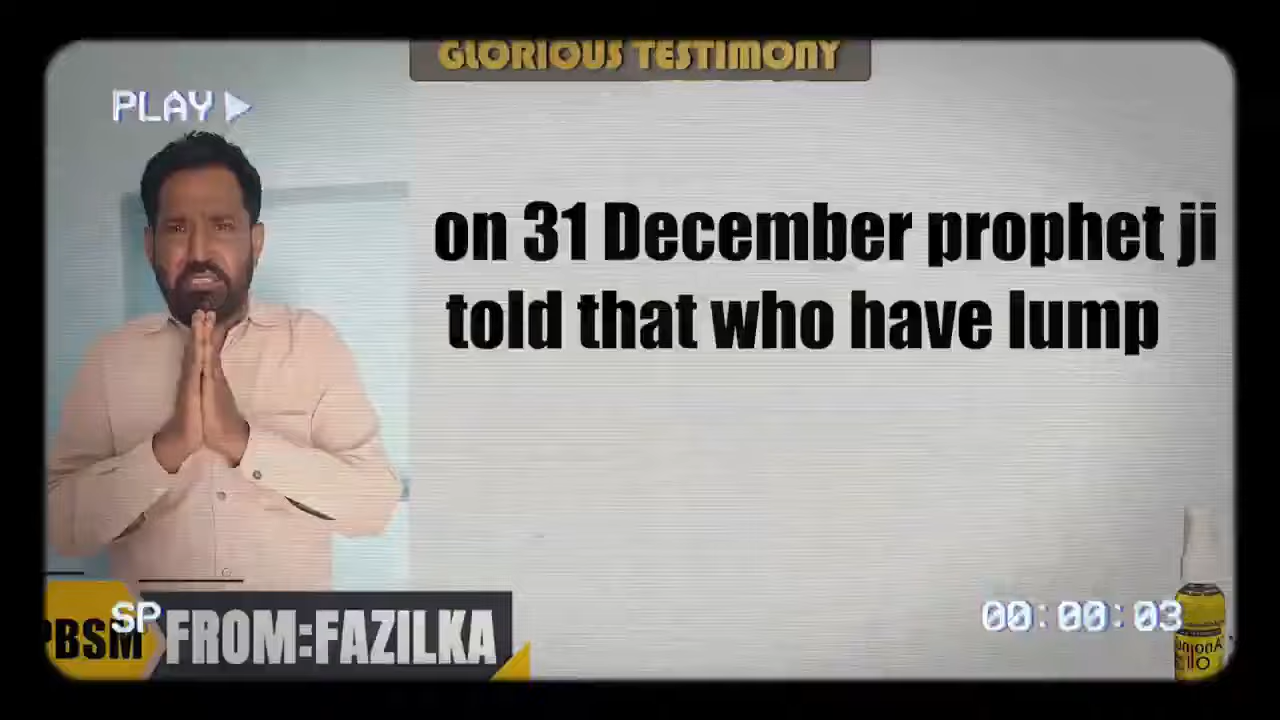 GLORIOUS TESTIMONY
PLAY
on 31 December prophet ji
told that who have lump
PBSM
SP
FROM:FAZILKA
00:00:03